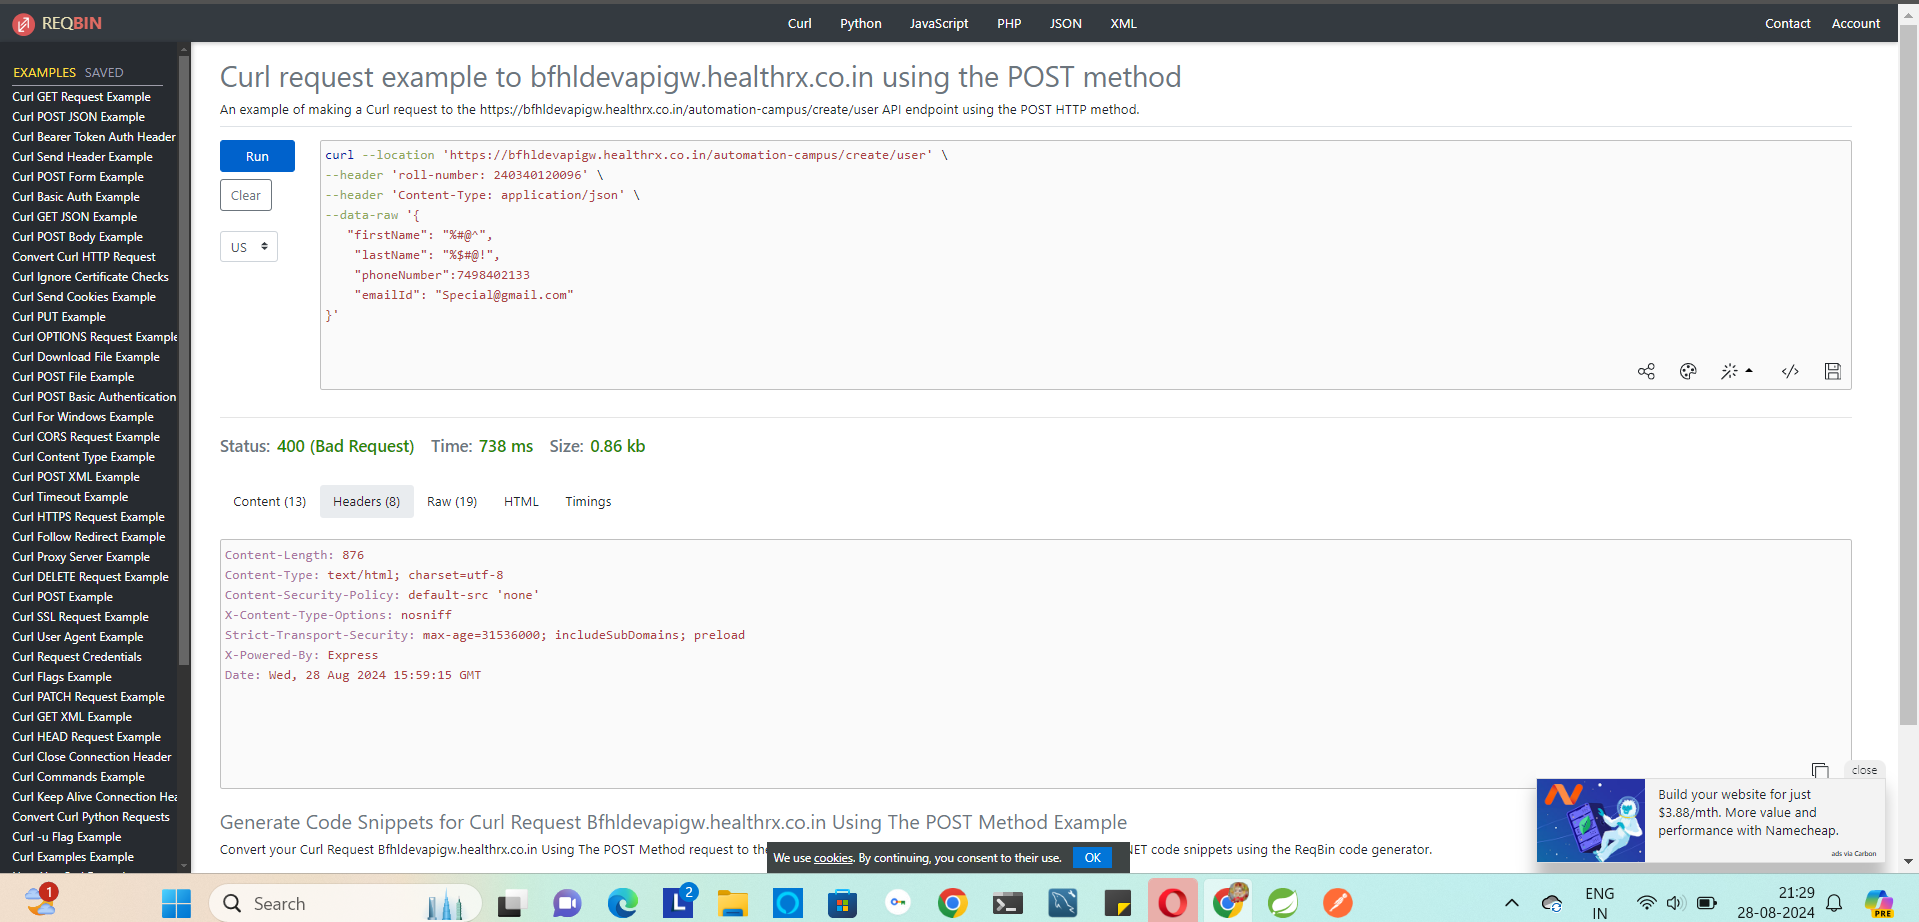 REQBIN
Curl Python JavaScript PHP JSON XML
Contact Account
EXAMPLES SAVED
Curl GET Request Example
Curl POST JSON Example
Curl Bearer Token Auth Header
Curl Send Header Example
Curl POST Form Example
Curl Basic Auth Example
Curl GET JSON Example
Curl POST Body Example
Convert Curl HTTP Request
Curl Ignore Certificate Checks
Curl Send Cookies Example
Curl PUT Example
Curl OPTIONS Request Example
Curl Download File Example
Curl POST File Example
Curl POST Basic Authentication
Curl For Windows Example
Curl CORS Request Example
Curl Content Type Example
Curl POST XML Example
Curl Timeout Example
Curl HTTPS Request Example
Curl Follow Redirect Example
Curl Proxy Server Example
Curl DELETE Request Example
Curl POST Example
Curl SSL Request Example
Curl User Agent Example
Curl Request Credentials
Curl Flags Example
Curl PATCH Request Example
Curl GET XML Example
Curl HEAD Request Example
Curl Close Connection Header
Curl Commands Example
Curl Keep Alive Connection Hea
Convert Curl Python Requests
Curl -u Flag Example
Curl Examples Example
Curl request example to bfhldevapigw.healthrx.co.in using the POST method
An example of making a Curl request to the https://bfhldevapigw.healthrx.co.in/automation-campus/create/user API endpoint using the POST HTTP method.
Run
Clear
US
curl --location 'https://bfhldevapigw.healthrx.co.in/automation-campus/create/user' \
--header 'roll-number: 240340120096' \
--header 'Content-Type: application/json' \
--data-raw '{
"firstName": "%#@^",
"lastName": "%$#@!",
"phoneNumber":7498402133
"emailId": "Special@gmail.com"
}'
Status: 400 (Bad Request) Time: 738 ms Size: 0.86 kb
Content (13) Headers (8) Raw (19) HTML Timings
Content-Length: 876
Content-Type: text/html; charset=utf-8
Content-Security-Policy: default-src 'none'
X-Content-Type-Options: nosniff
Strict-Transport-Security: max-age=31536000; includeSubDomains; preload
X-Powered-By: Express
Date: Wed, 28 Aug 2024 15:59:15 GMT
close
Build your website for just
$3.88/mth. More value and
performance with Namecheap.
ads via Carbon
Generate Code Snippets for Curl Request Bfhldevapigw.healthrx.co.in Using The POST Method Example
Convert your Curl Request Bfhldevapigw.healthrx.co.in Using The POST Method request to the
NET code snippets using the ReqBin code generator.
We use cookies. By continuing, you consent to their use. OK
1
Search
L 2
ENG
IN
21:29
28-08-2024
PRE